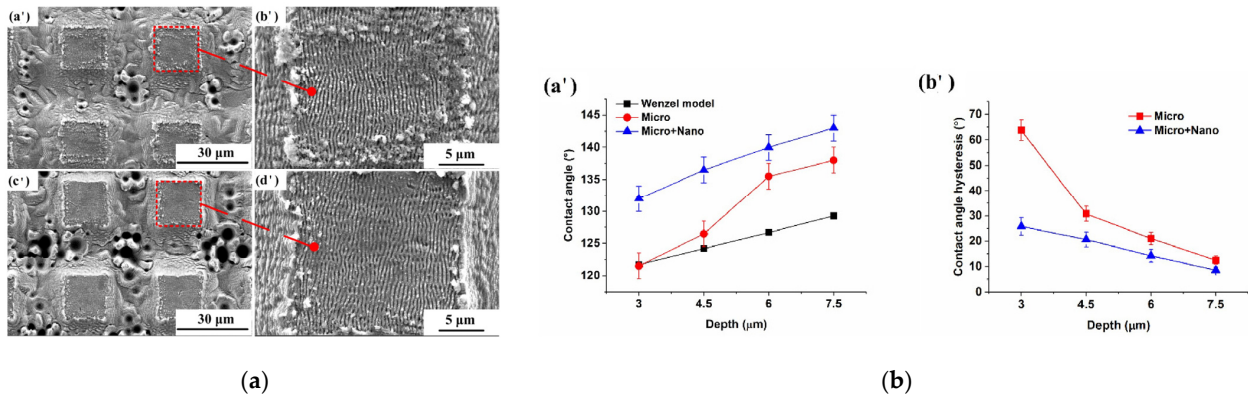 (a')
(b')
30 μm
5 μm
(c')
(d')
30 μm
5 μm
(a)
(a')
Wenzel model
Micro
Micro+Nano
Contact angle (°)
145
140
135
130
125
120
3 4.5 6 7.5
Depth (μm)
(b')
Micro
Micro+Nano
Contact angle hysteresis (°)
70
60
50
40
30
20
10
0
3 4.5 6 7.5
Depth (μm)
(b)